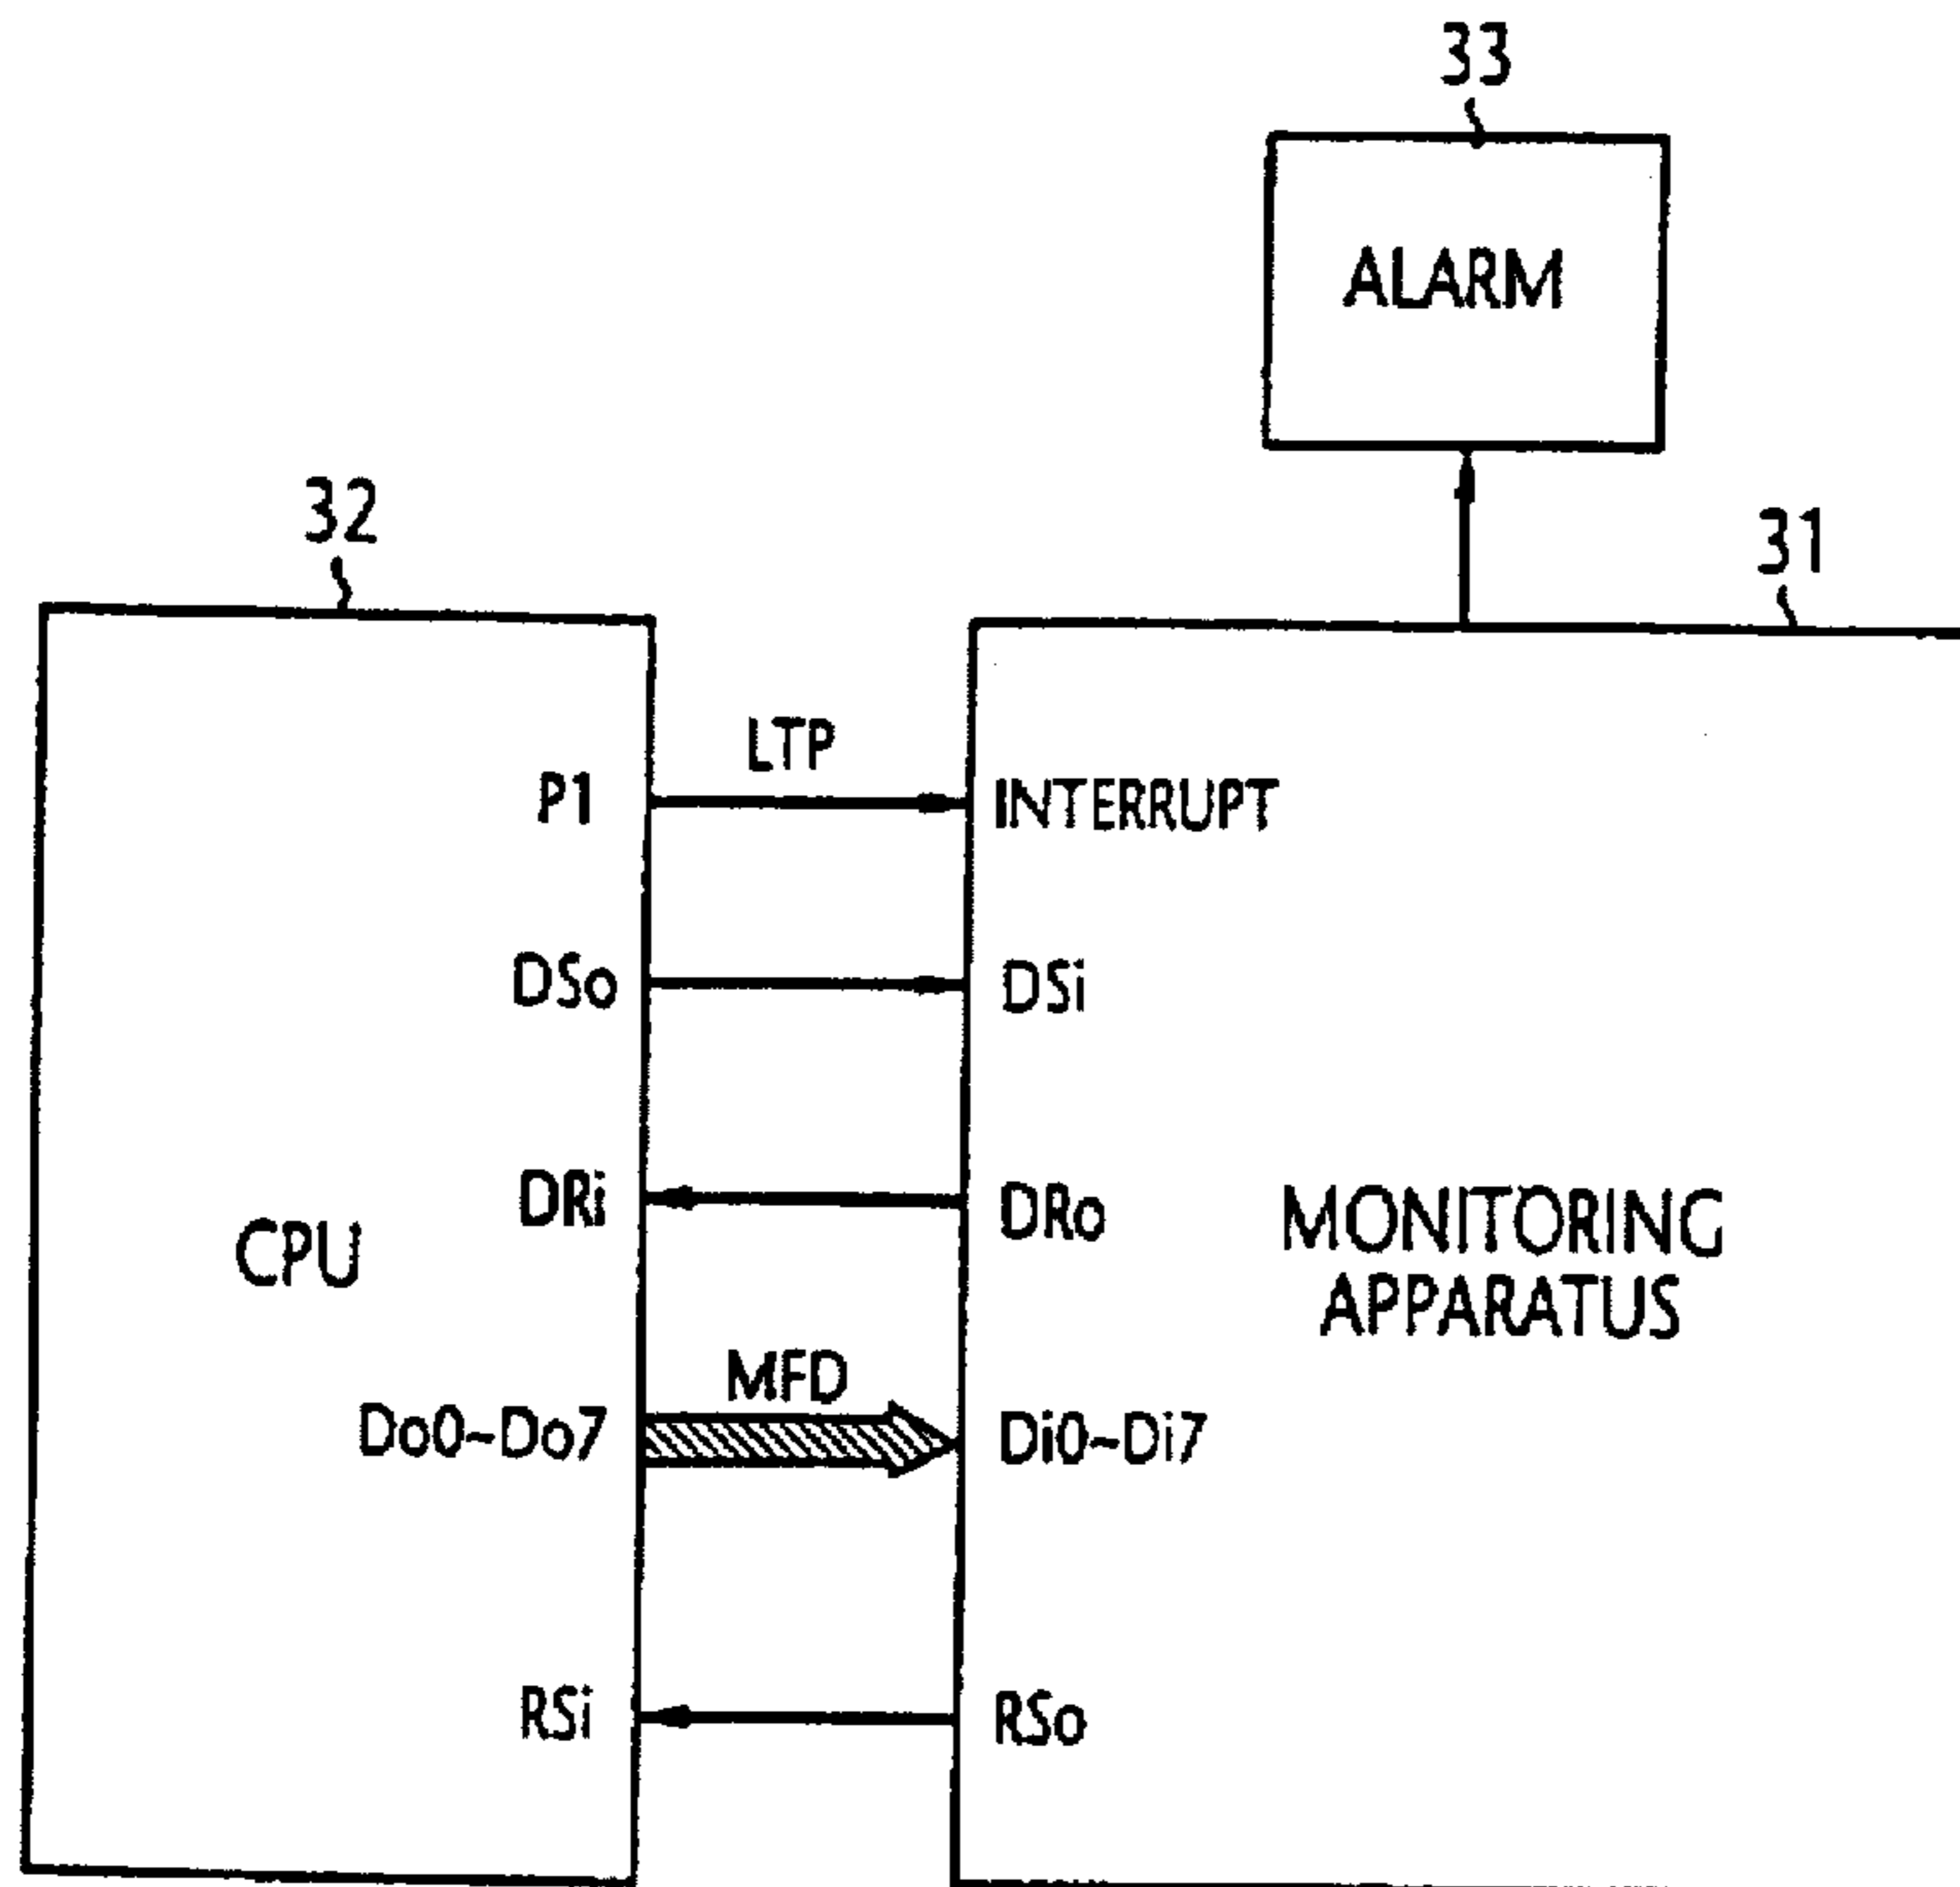 33
ALARM
32
31
LTP
P1
INTERRUPT
DSo
DSi
DRi
DRo
CPU
MONITORING
APPARATUS
MFD
Do0~Do7
Di0~Di7
RSi
RSo